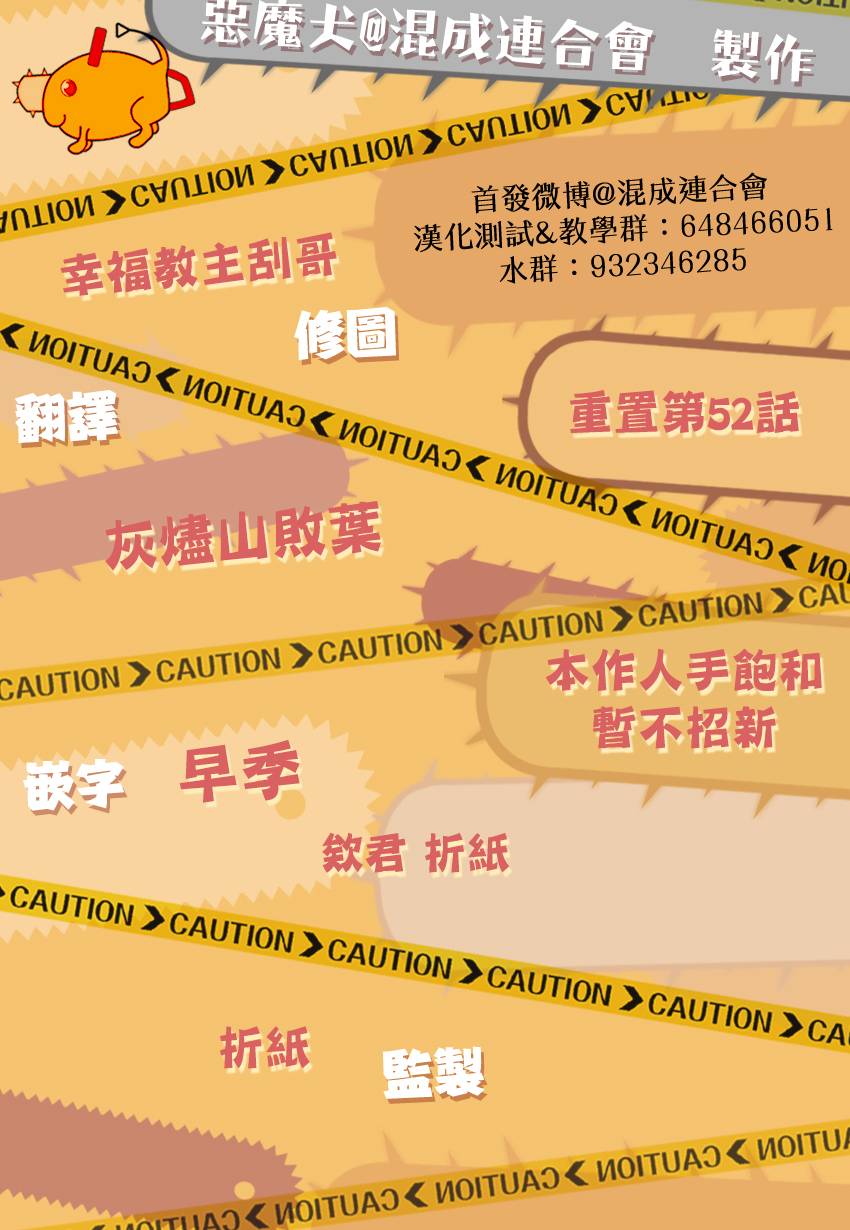 惡魔犬@混成連合會 製作
首發微博@混成連合會
漢化測試&教學群：648466051
水群：932346285
幸福教主刮哥
修圖
翻譯
重置第52話
灰燼山敗葉
本作人手飽和
暫不招新
嵌字 早季
欸君 折紙
折紙
監製
CAUTION CAUTION CAUTION CAUTION
CAUTION CAUTION CAUTION CAUTION CAUTION
CAUTION CAUTION CAUTION CAUTION CAUTION
CAUTION CAUTION CAUTION CAUTION CAUTION
CAUTION CAUTION CAUTION